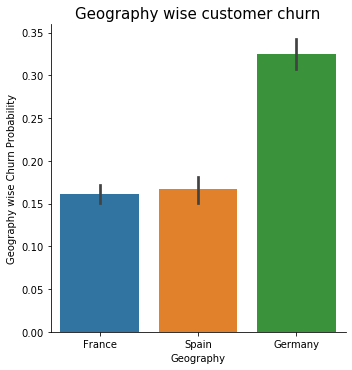 Geography wise customer churn
0.35
0.30
0.25
0.20
0.15
0.10
0.05
0.00
Geography wise Churn Probability
France Spain Germany
Geography